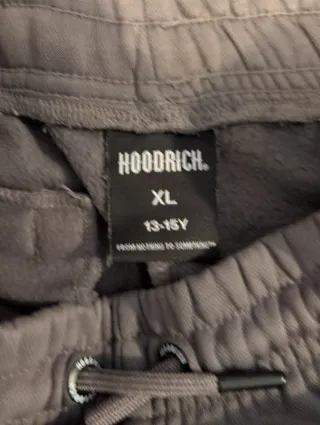 HOODRICH
XL
13-15Y
FROM NOTHING TO SOMETHING